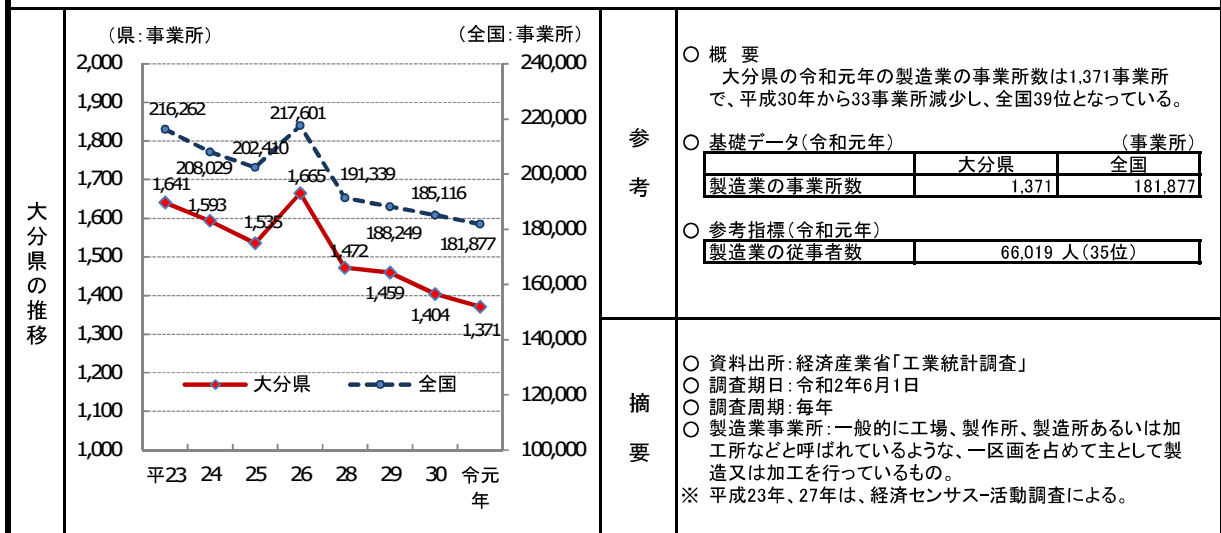 大分県の推移
（県：事業所）
（全国：事業所）
2,000
1,900
1,800
1,700
1,600
1,500
1,400
1,300
1,200
1,100
1,000
240,000
220,000
200,000
180,000
160,000
140,000
120,000
100,000
216,262
208,029
202,410
217,601
191,339
188,249
185,116
181,877
1,641
1,593
1,535
1,665
1,472
1,459
1,404
1,371
大分県
全国
平23 24 25 26 28 29 30 令元
年
参考
○ 概 要
大分県の令和元年の製造業の事業所数は1,371事業所
で、平成30年から33事業所減少し、全国39位となっている。
○ 基礎データ（令和元年） （事業所）
大分県 全国
製造業の事業所数 1,371 181,877
○ 参考指標（令和元年）
製造業の従事者数 66,019 人（35位）
摘要
○ 資料出所：経済産業省「工業統計調査」
○ 調査期日：令和2年6月1日
○ 調査周期：毎年
○ 製造業事業所：一般的に工場、製作所、製造所あるいは加
工所などと呼ばれているような、一区画を占めて主として製
造又は加工を行っているもの。
※ 平成23年、27年は、経済センサス-活動調査による。